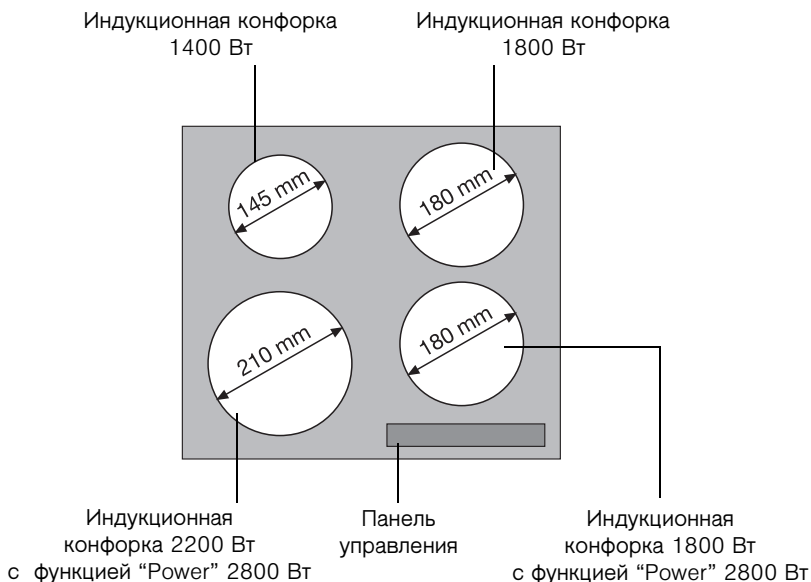 Индукционная конфорка
1400 Вт
Индукционная конфорка
1800 Вт
145 mm
180 mm
210 mm
180 mm
Индукционная
конфорка 2200 Вт
с функцией “Power” 2800 Вт
Панель
управления
Индукционная
конфорка 1800 Вт
с функцией “Power” 2800 Вт